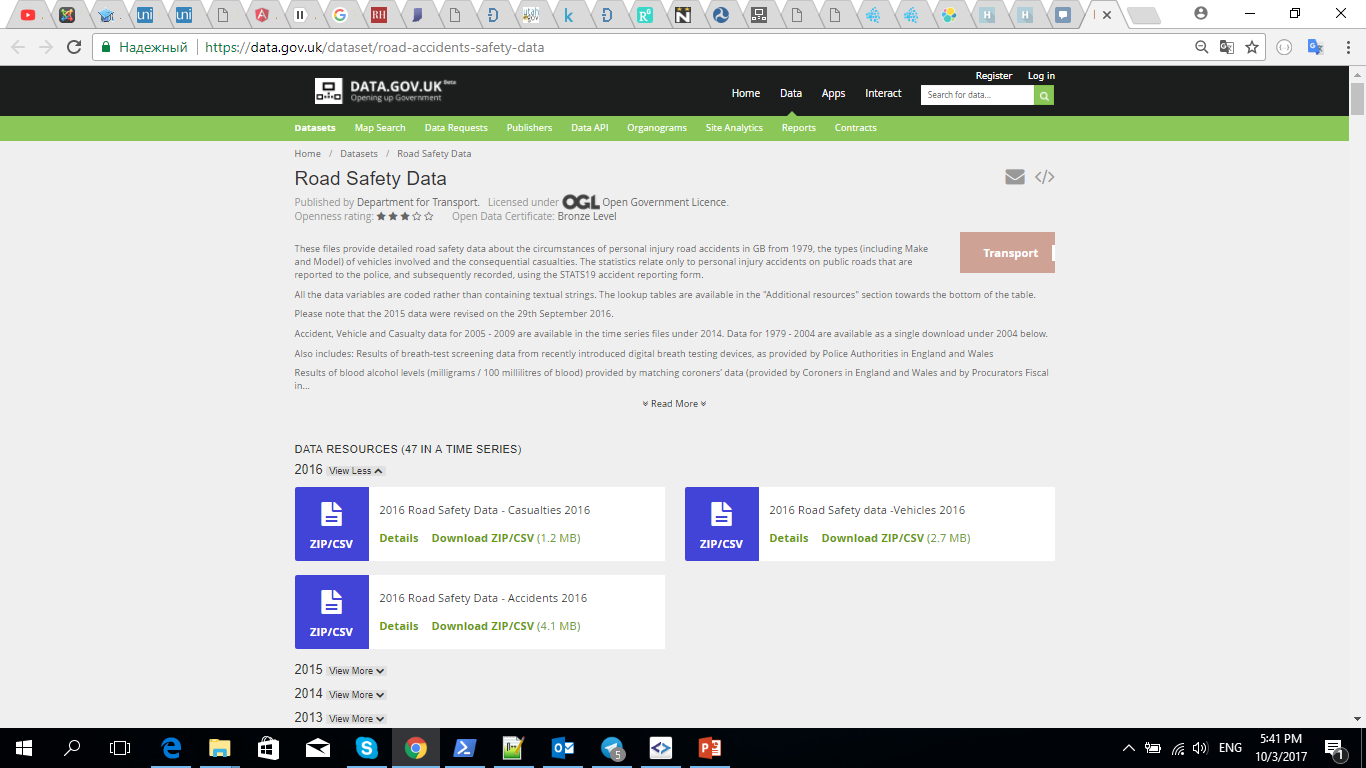 Надежный
https://data.gov.uk/dataset/road-accidents-safety-data
Register Log in
DATA.GOV.UK Beta
Opening up Government
Home Data Apps Interact
Search for data...
Datasets Map Search Data Requests Publishers Data API Organograms Site Analytics Reports Contracts
Home / Datasets / Road Safety Data
Road Safety Data
Published by Department for Transport. Licensed under OGL Open Government Licence.
Openness rating: Open Data Certificate: Bronze Level
Transport
These files provide detailed road safety data about the circumstances of personal injury road accidents in GB from 1979, the types (including Make
and Model) of vehicles involved and the consequential casualties. The statistics relate only to personal injury accidents on public roads that are
reported to the police, and subsequently recorded, using the STATS19 accident reporting form.
All the data variables are coded rather than containing textual strings. The lookup tables are available in the "Additional resources" section towards the bottom of the table.
Please note that the 2015 data were revised on the 29th September 2016.
Accident, Vehicle and Casualty data for 2005 - 2009 are available in the time series files under 2014. Data for 1979 - 2004 are available as a single download under 2004 below.
Also includes: Results of breath-test screening data from recently introduced digital breath testing devices, as provided by Police Authorities in England and Wales
Results of blood alcohol levels (milligrams / 100 millilitres of blood) provided by matching coroners' data (provided by Coroners in England and Wales and by Procurators Fiscal
in...
Read More
DATA RESOURCES (47 IN A TIME SERIES)
2016 View Less
ZIP/CSV
2016 Road Safety Data - Casualties 2016
Details Download ZIP/CSV (1.2 MB)
ZIP/CSV
2016 Road Safety data -Vehicles 2016
Details Download ZIP/CSV (2.7 MB)
ZIP/CSV
2016 Road Safety Data - Accidents 2016
Details Download ZIP/CSV (4.1 MB)
2015 View More
2014 View More
2013 View More
5
ENG
5:41 PM
10/3/2017
1